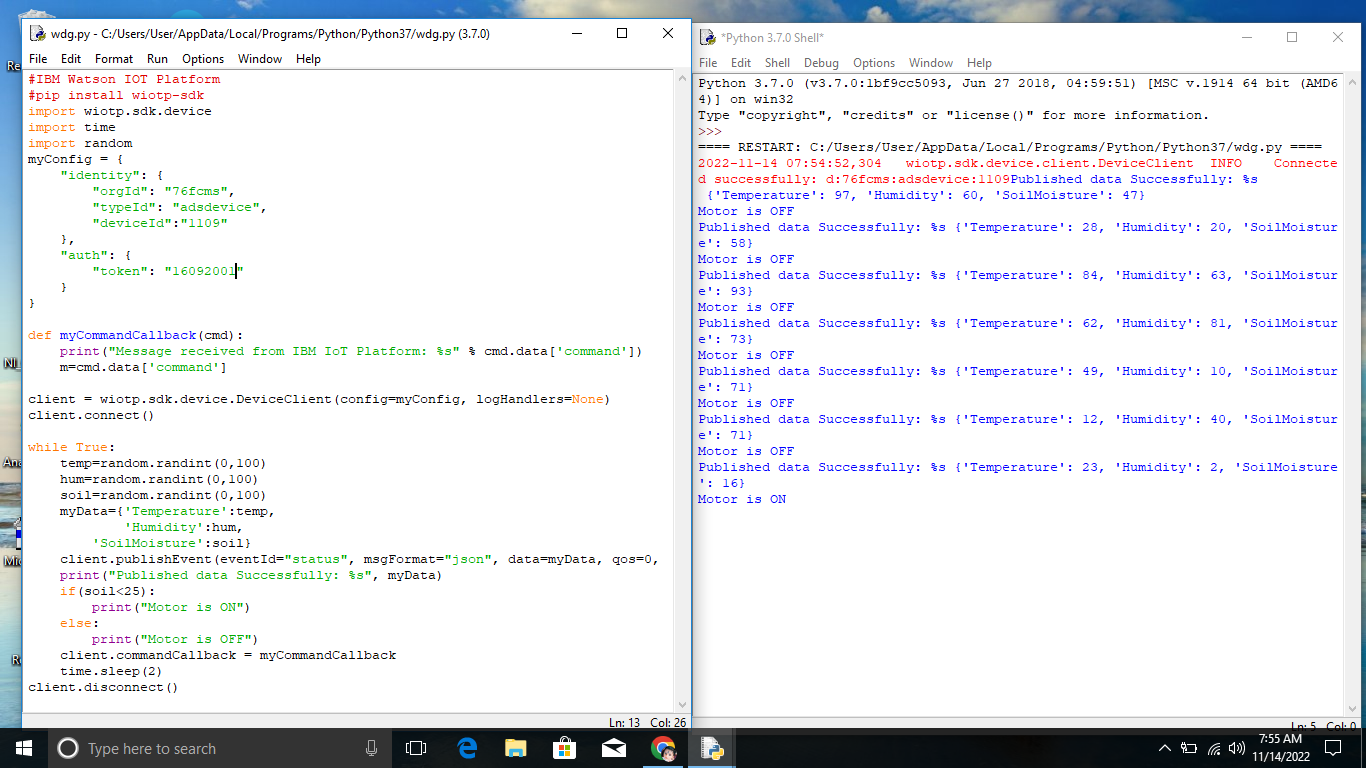 wdg.py - C:/Users/User/AppData/Local/Programs/Python/Python37/wdg.py (3.7.0)
File Edit Format Run Options Window Help
#IBM Watson IOT Platform
#pip install wiotp-sdk
import wiotp.sdk.device
import time
import random
myConfig = {
    "identity": {
        "orgId": "76fcms",
        "typeId": "adsdevice",
        "deviceId":"1109"
    },
    "auth": {
        "token": "16092001"
    }
}
def myCommandCallback(cmd):
    print("Message received from IBM IoT Platform: %s" % cmd.data['command'])
    m=cmd.data['command']
client = wiotp.sdk.device.DeviceClient(config=myConfig, logHandlers=None)
client.connect()
while True:
    temp=random.randint(0,100)
    hum=random.randint(0,100)
    soil=random.randint(0,100)
    myData={'Temperature':temp,
            'Humidity':hum,
        'SoilMoisture':soil}
    client.publishEvent(eventId="status", msgFormat="json", data=myData, qos=0,
    print("Published data Successfully: %s", myData)
    if(soil<25):
        print("Motor is ON")
    else:
        print("Motor is OFF")
    client.commandCallback = myCommandCallback
    time.sleep(2)
client.disconnect()
Ln: 13 Col: 26
*Python 3.7.0 Shell*
File Edit Shell Debug Options Window Help
Python 3.7.0 (v3.7.0:1bf9cc5093, Jun 27 2018, 04:59:51) [MSC v.1914 64 bit (AMD6
4)] on win32
Type "copyright", "credits" or "license()" for more information.
>>>
==== RESTART: C:/Users/User/AppData/Local/Programs/Python/Python37/wdg.py ====
2022-11-14 07:54:52,304   wiotp.sdk.device.client.DeviceClient  INFO    Connecte
d successfully: d:76fcms:adsdevice:1109Published data Successfully: %s
 {'Temperature': 97, 'Humidity': 60, 'SoilMoisture': 47}
Motor is OFF
Published data Successfully: %s {'Temperature': 28, 'Humidity': 20, 'SoilMoistur
e': 58}
Motor is OFF
Published data Successfully: %s {'Temperature': 84, 'Humidity': 63, 'SoilMoistur
e': 93}
Motor is OFF
Published data Successfully: %s {'Temperature': 62, 'Humidity': 81, 'SoilMoistur
e': 73}
Motor is OFF
Published data Successfully: %s {'Temperature': 49, 'Humidity': 10, 'SoilMoistur
e': 71}
Motor is OFF
Published data Successfully: %s {'Temperature': 12, 'Humidity': 40, 'SoilMoistur
e': 71}
Motor is OFF
Published data Successfully: %s {'Temperature': 23, 'Humidity': 2, 'SoilMoisture
': 16}
Motor is ON
Ln: 5 Col: 0
Type here to search
7:55 AM
11/14/2022